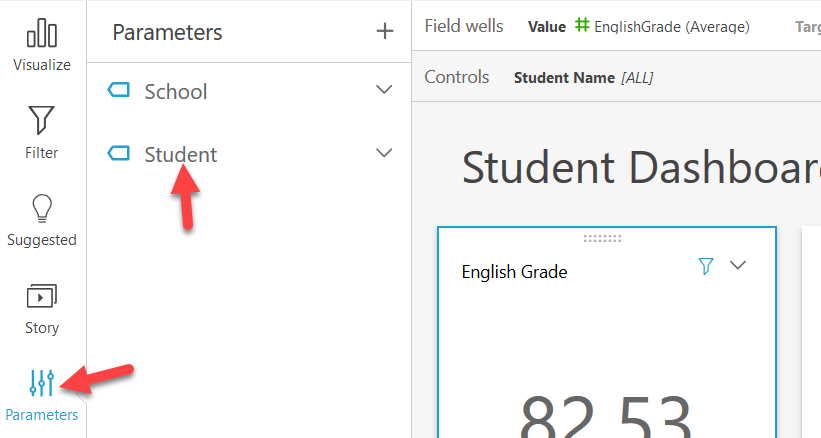 Visualize
Filter
Suggested
Story
Parameters
Parameters
School
Student
Field wells Value EnglishGrade (Average)
Controls Student Name [ALL]
Student Dashboar
English Grade
82.53